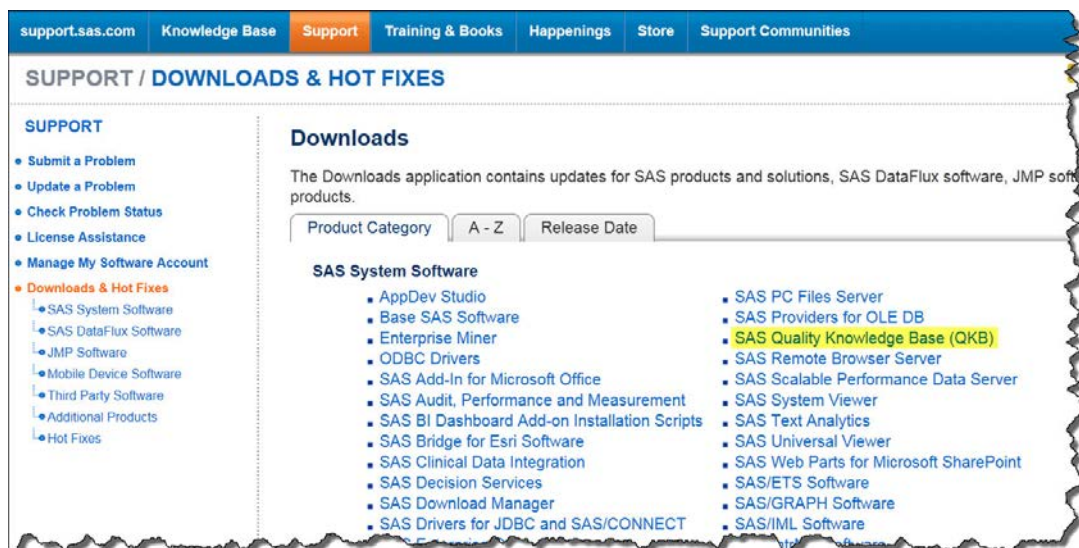 support.sas.com Knowledge Base Support Training & Books Happenings Store Support Communities
SUPPORT / DOWNLOADS & HOT FIXES
SUPPORT
Submit a Problem
Update a Problem
Check Problem Status
License Assistance
Manage My Software Account
Downloads & Hot Fixes
SAS System Software
SAS DataFlux Software
JMP Software
Mobile Device Software
Third Party Software
Additional Products
Hot Fixes
Downloads
The Downloads application contains updates for SAS products and solutions, SAS DataFlux software, JMP
products.
Product Category A - Z Release Date
SAS System Software
AppDev Studio
Base SAS Software
Enterprise Miner
ODBC Drivers
SAS Add-In for Microsoft Office
SAS Audit, Performance and Measurement
SAS BI Dashboard Add-on Installation Scripts
SAS Bridge for Esri Software
SAS Clinical Data Integration
SAS Decision Services
SAS Download Manager
SAS Drivers for JDBC and SAS/CONNECT
SAS PC Files Server
SAS Providers for OLE DB
SAS Quality Knowledge Base (QKB)
SAS Remote Browser Server
SAS Scalable Performance Data Server
SAS System Viewer
SAS Text Analytics
SAS Universal Viewer
SAS Web Parts for Microsoft SharePoint
SAS/ETS Software
SAS/GRAPH Software
SAS/IML Software